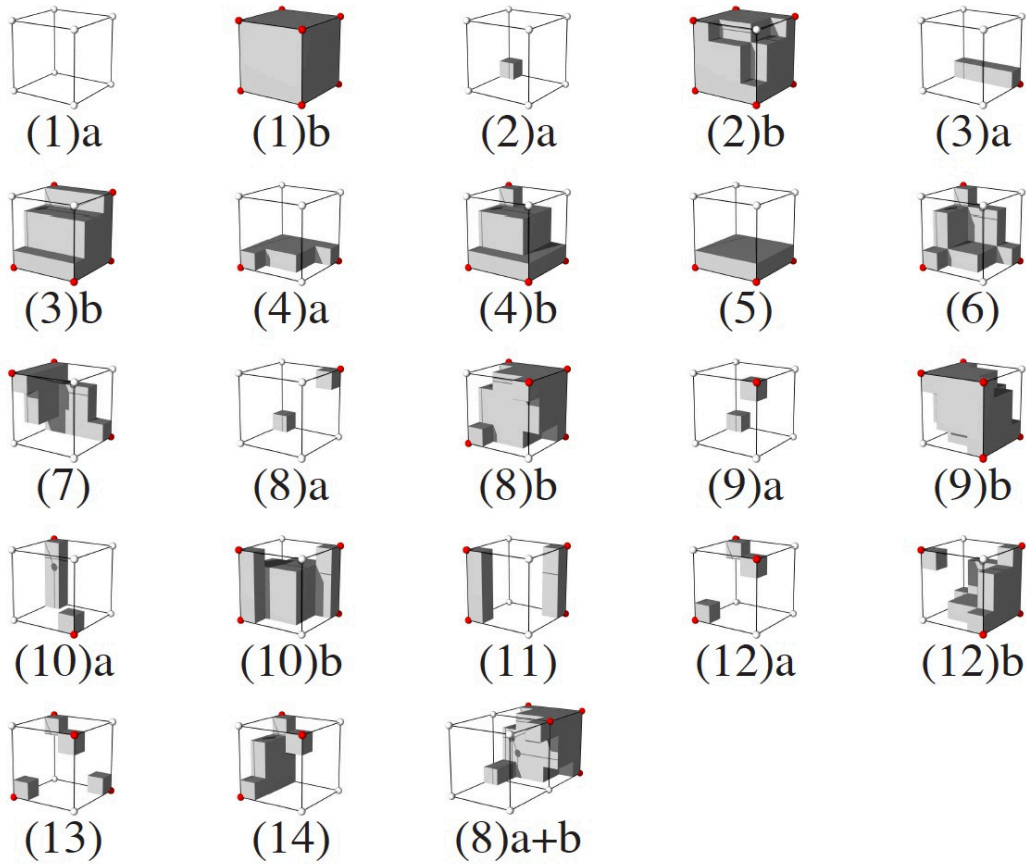 (1)a (1)b (2)a (2)b (3)a
(3)b (4)a (4)b (5) (6)
(7) (8)a (8)b (9)a (9)b
(10)a (10)b (11) (12)a (12)b
(13) (14) (8)a+b